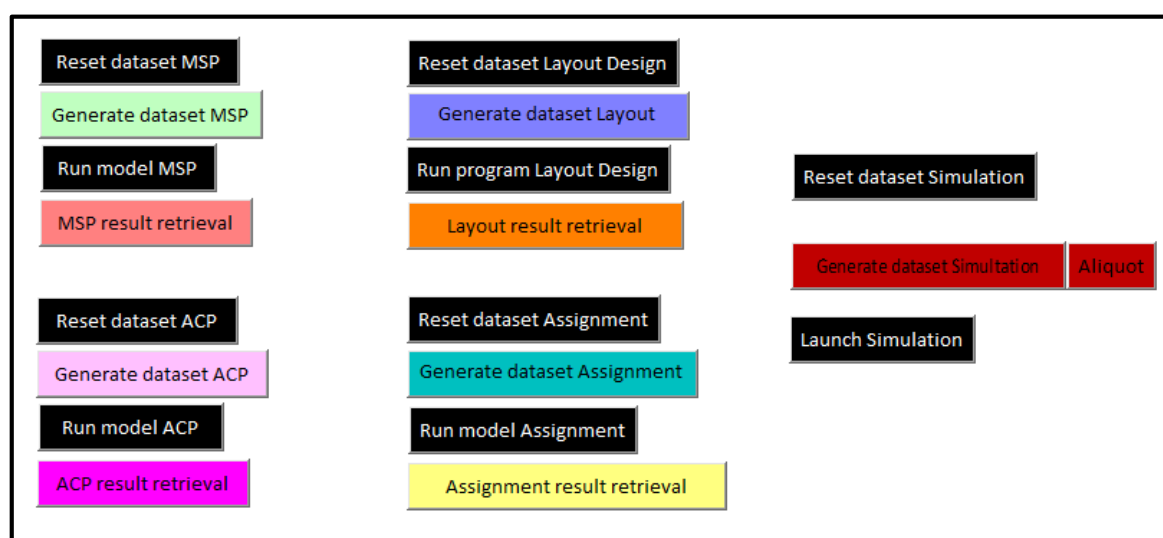 Reset dataset MSP
Generate dataset MSP
Run model MSP
MSP result retrieval
Reset dataset ACP
Generate dataset ACP
Run model ACP
ACP result retrieval
Reset dataset Layout Design
Generate dataset Layout
Run program Layout Design
Layout result retrieval
Reset dataset Assignment
Generate dataset Assignment
Run model Assignment
Assignment result retrieval
Reset dataset Simulation
Generate dataset Simultation
Aliquot
Launch Simulation